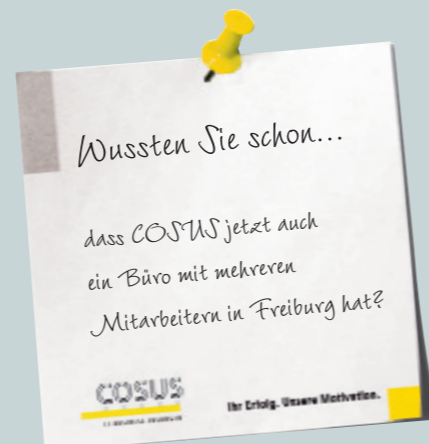 Wussten Sie schon...
dass COSUS jetzt auch
ein Büro mit mehreren
Mitarbeitern in Freiburg hat?
COSUS
Ihr Erfolg. Unsere Motivation.